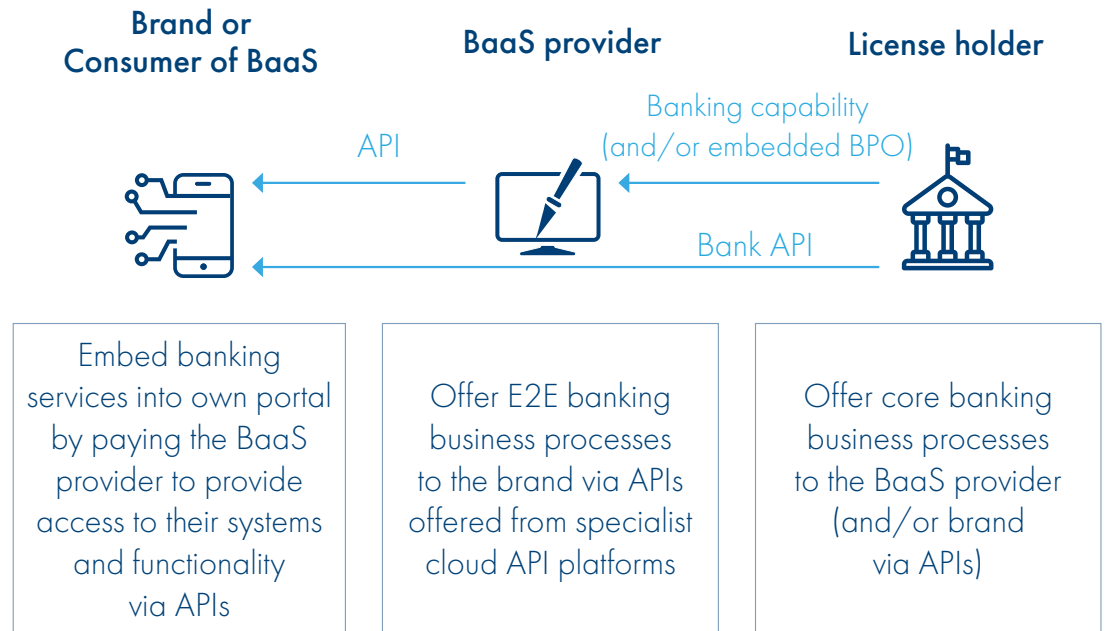 Brand or
Consumer of BaaS
BaaS provider
License holder
API
Banking capability
(and/or embedded BPO)
Bank API
Embed banking
services into own portal
by paying the BaaS
provider to provide
access to their systems
and functionality
via APIs
Offer E2E banking
business processes
to the brand via APIs
offered from specialist
cloud API platforms
Offer core banking
business processes
to the BaaS provider
(and/or brand
via APIs)